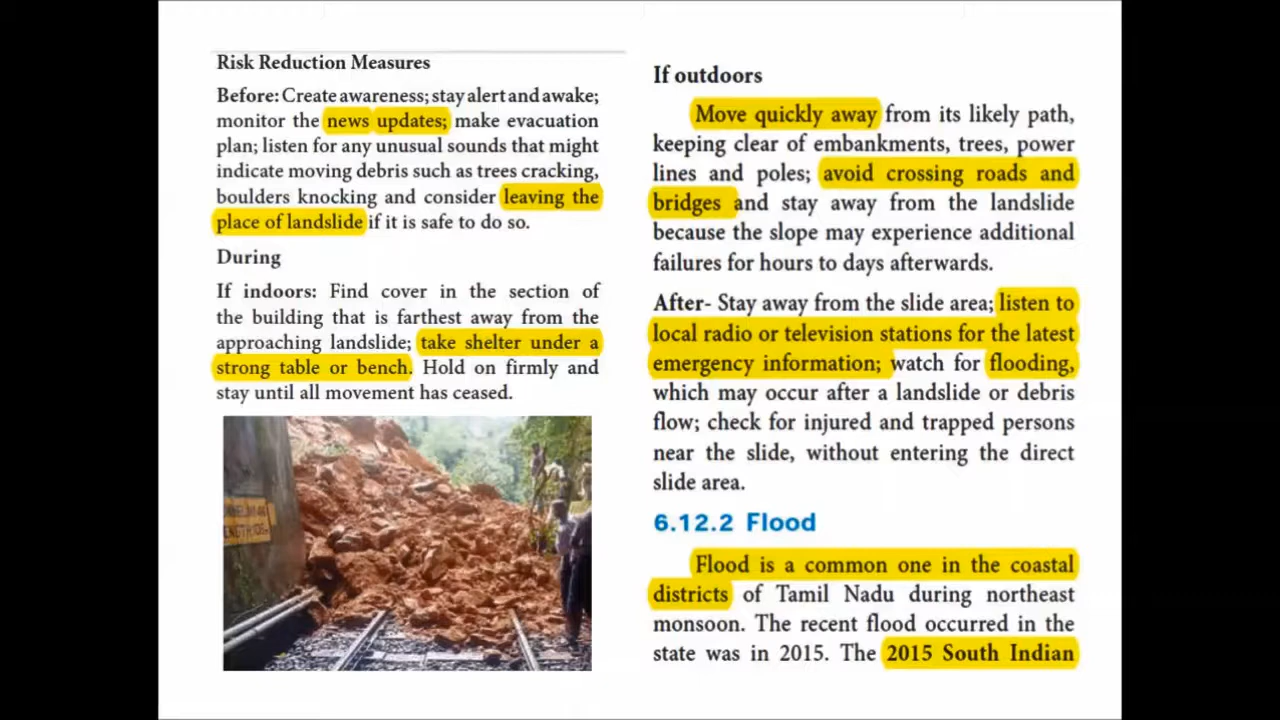 Risk Reduction Measures
Before: Create awareness; stay alert and awake;
monitor the news updates; make evacuation
plan; listen for any unusual sounds that might
indicate moving debris such as trees cracking,
boulders knocking and consider leaving the
place of landslide if it is safe to do so.
During
If indoors: Find cover in the section of
the building that is farthest away from the
approaching landslide; take shelter under a
strong table or bench. Hold on firmly and
stay until all movement has ceased.
If outdoors
Move quickly away from its likely path,
keeping clear of embankments, trees, power
lines and poles; avoid crossing roads and
bridges and stay away from the landslide
because the slope may experience additional
failures for hours to days afterwards.
After- Stay away from the slide area; listen to
local radio or television stations for the latest
emergency information; watch for flooding,
which may occur after a landslide or debris
flow; check for injured and trapped persons
near the slide, without entering the direct
slide area.
6.12.2 Flood
Flood is a common one in the coastal
districts of Tamil Nadu during northeast
monsoon. The recent flood occurred in the
state was in 2015. The 2015 South Indian